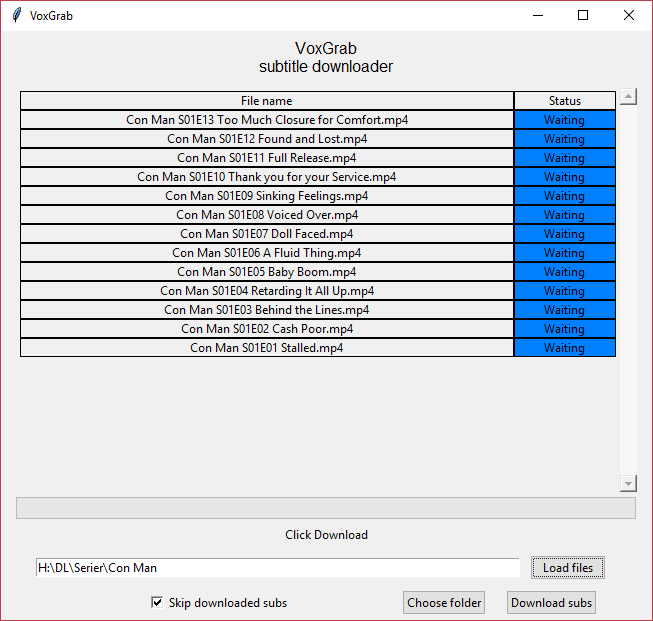 VoxGrab
VoxGrab
subtitle downloader
File name Status
Con Man S01E13 Too Much Closure for Comfort.mp4 Waiting
Con Man S01E12 Found and Lost.mp4 Waiting
Con Man S01E11 Full Release.mp4 Waiting
Con Man S01E10 Thank you for your Service.mp4 Waiting
Con Man S01E09 Sinking Feelings.mp4 Waiting
Con Man S01E08 Voiced Over.mp4 Waiting
Con Man S01E07 Doll Faced.mp4 Waiting
Con Man S01E06 A Fluid Thing.mp4 Waiting
Con Man S01E05 Baby Boom.mp4 Waiting
Con Man S01E04 Retarding It All Up.mp4 Waiting
Con Man S01E03 Behind the Lines.mp4 Waiting
Con Man S01E02 Cash Poor.mp4 Waiting
Con Man S01E01 Stalled.mp4 Waiting
Click Download
H:\DL\Serier\Con Man Load files
Skip downloaded subs Choose folder Download subs